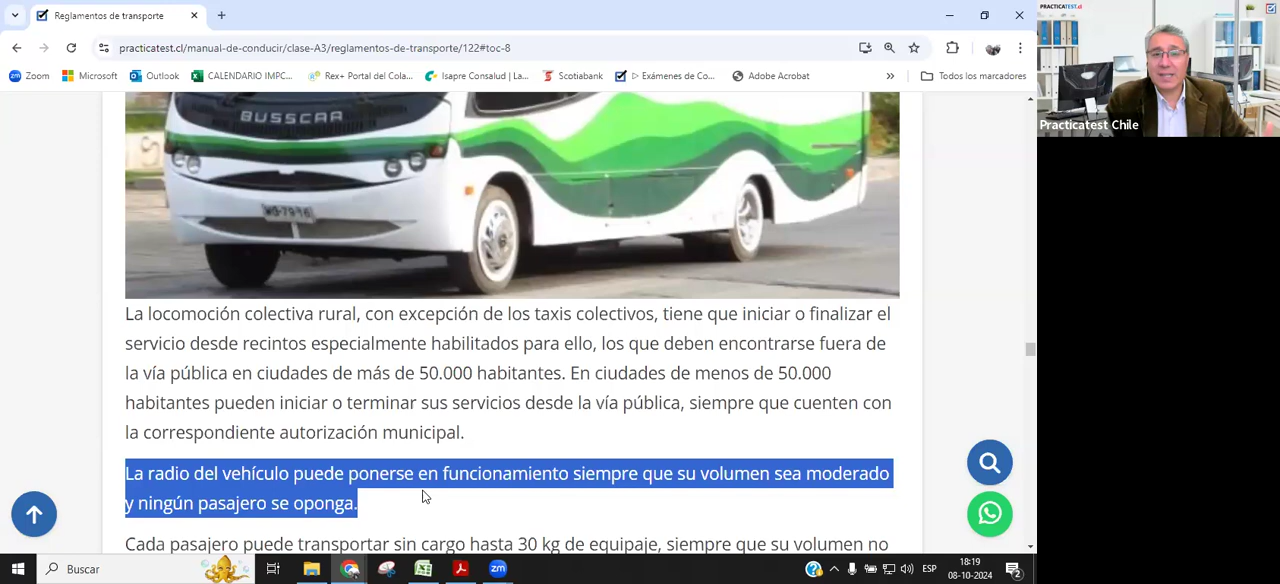 Reglamentos de transporte
practicatest.cl/manual-de-conducir/clase-A3/reglamentos-de-transporte/122#toc-8
Zoom
Microsoft
Outlook
CALENDARIO IMPC...
Rex+ Portal del Cola...
Isapre Consalud | La...
Scotiabank
▷ Exámenes de Co...
Adobe Acrobat
»
Todos los marcadores
PRACTICATEST.cl
Practicatest Chile
BUSSCAR
La locomoción colectiva rural, con excepción de los taxis colectivos, tiene que iniciar o finalizar el
servicio desde recintos especialmente habilitados para ello, los que deben encontrarse fuera de
la vía pública en ciudades de más de 50.000 habitantes. En ciudades de menos de 50.000
habitantes pueden iniciar o terminar sus servicios desde la vía pública, siempre que cuenten con
la correspondiente autorización municipal.
La radio del vehículo puede ponerse en funcionamiento siempre que su volumen sea moderado
y ningún pasajero se oponga.
Cada pasajero puede transportar sin cargo hasta 30 kg de equipaje, siempre que su volumen no
Buscar
ESP
18:19
08-10-2024
2